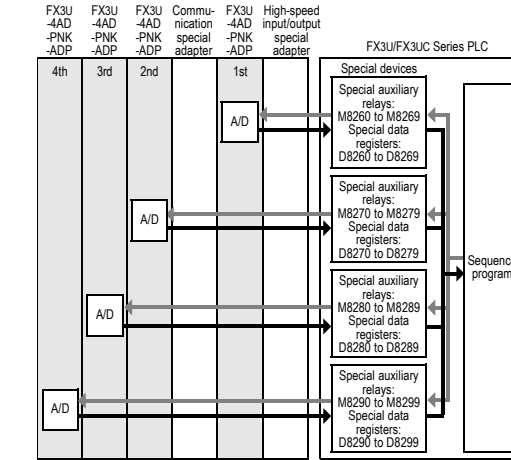 FX3U
-4AD
-PNK
-ADP
FX3U
-4AD
-PNK
-ADP
FX3U
-4AD
-PNK
-ADP
Commu-
nication
special
adapter
FX3U
-4AD
-PNK
-ADP
High-speed
input/output
special
adapter
FX3U/FX3UC Series PLC
4th
3rd
2nd
1st
Special devices
A/D
Special auxiliary
relays:
M8260 to M8269
Special data
registers:
D8260 to D8269
A/D
Special auxiliary
relays:
M8270 to M8279
Special data
registers:
D8270 to D8279
Sequence
program
A/D
Special auxiliary
relays:
M8280 to M8289
Special data
registers:
D8280 to D8289
A/D
Special auxiliary
relays:
M8290 to M8299
Special data
registers:
D8290 to D8299